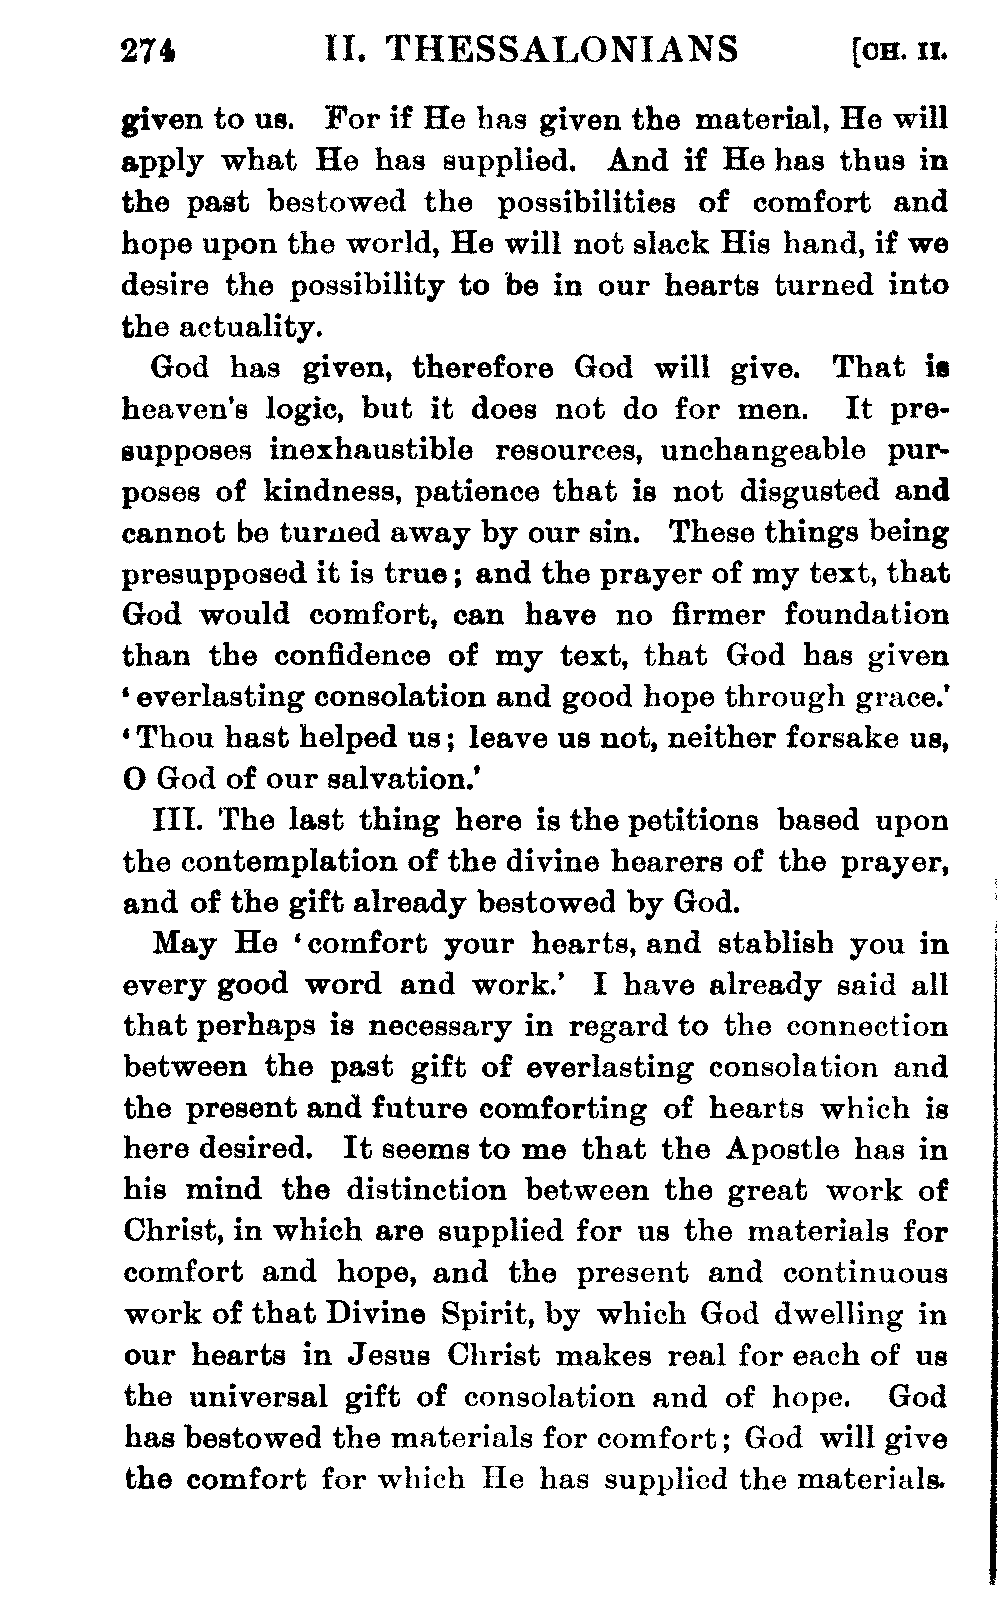 274 II. THESSALONIANS [CH. II.
given to us. For if He has given the material, He will
apply what He has supplied. And if He has thus in
the past bestowed the possibilities of comfort and
hope upon the world, He will not slack His hand, if we
desire the possibility to be in our hearts turned into
the actuality.
God has given, therefore God will give. That is
heaven's logic, but it does not do for men. It pre-
supposes inexhaustible resources, unchangeable pur-
poses of kindness, patience that is not disgusted and
cannot be turned away by our sin. These things being
presupposed it is true; and the prayer of my text, that
God would comfort, can have no firmer foundation
than the confidence of my text, that God has given
'everlasting consolation and good hope through grace.'
'Thou hast helped us; leave us not, neither forsake us,
O God of our salvation.'
III. The last thing here is the petitions based upon
the contemplation of the divine hearers of the prayer,
and of the gift already bestowed by God.
May He 'comfort your hearts, and stablish you in
every good word and work.' I have already said all
that perhaps is necessary in regard to the connection
between the past gift of everlasting consolation and
the present and future comforting of hearts which is
here desired. It seems to me that the Apostle has in
his mind the distinction between the great work of
Christ, in which are supplied for us the materials for
comfort and hope, and the present and continuous
work of that Divine Spirit, by which God dwelling in
our hearts in Jesus Christ makes real for each of us
the universal gift of consolation and of hope. God
has bestowed the materials for comfort; God will give
the comfort for which He has supplied the materials.